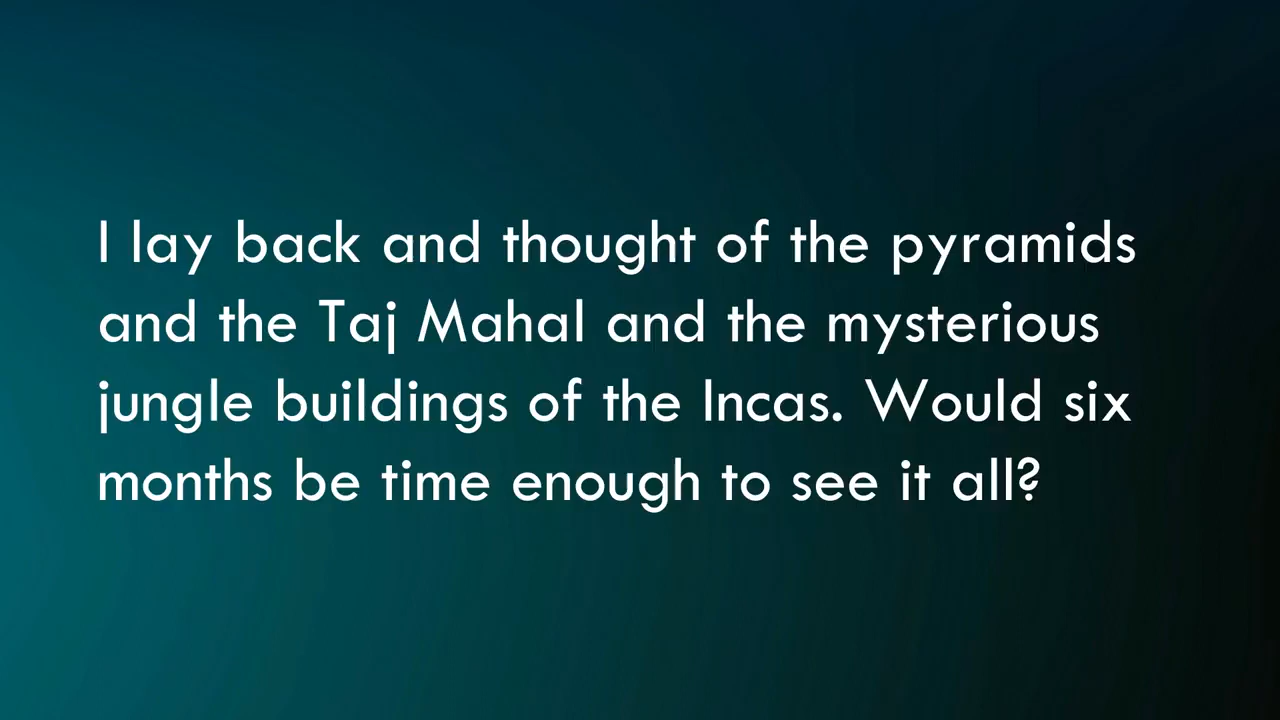 I lay back and thought of the pyramids
and the Taj Mahal and the mysterious
jungle buildings of the Incas. Would six
months be time enough to see it all?